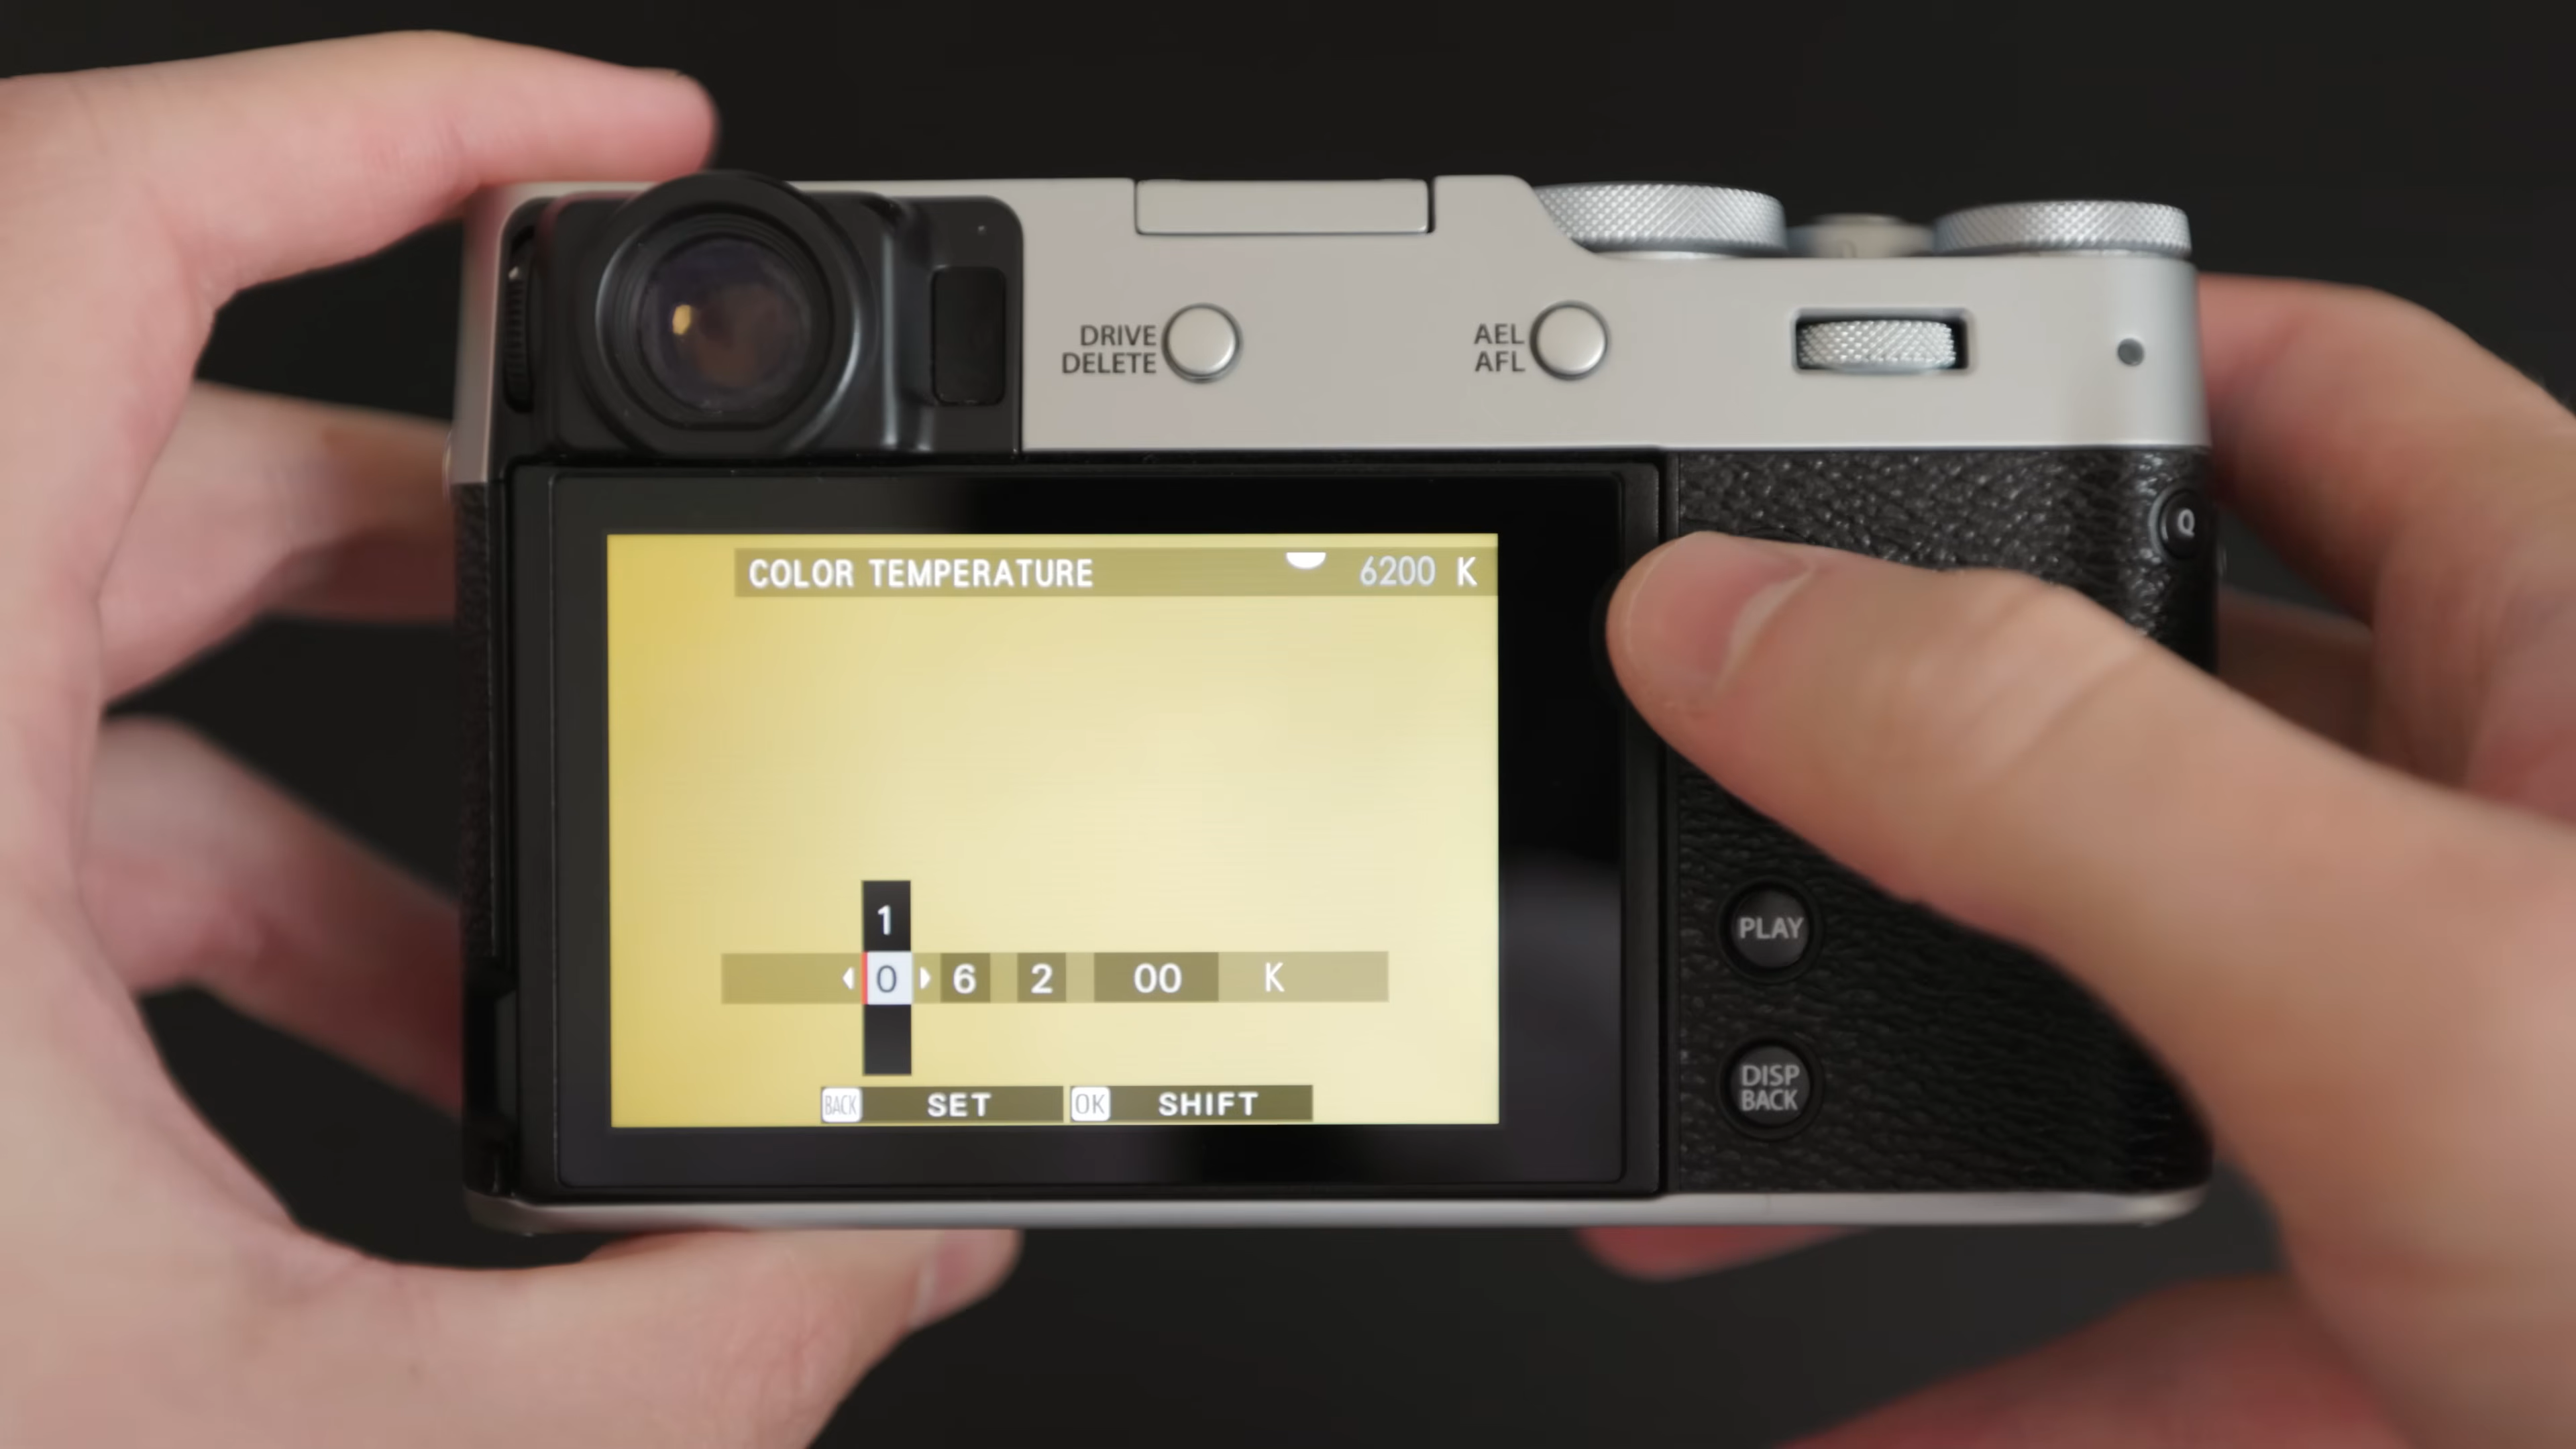 DRIVE
DELETE
AEL
AFL
Q
COLOR TEMPERATURE 6200 K
1
0 6 2 00 K
BACK SET OK SHIFT
PLAY
DISP
BACK